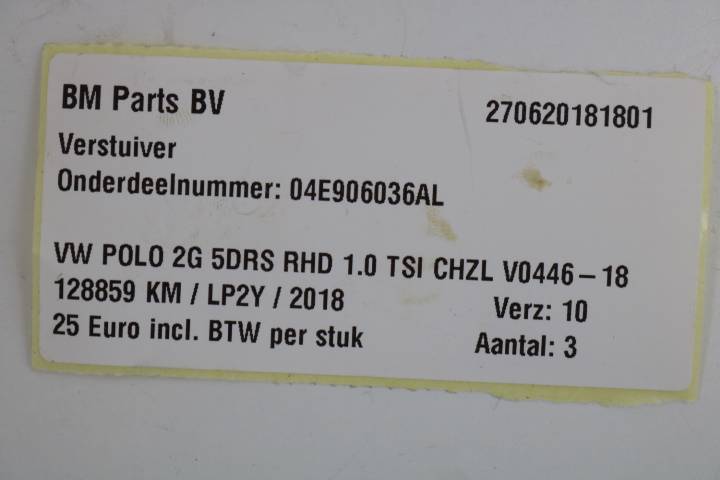 BM Parts BV 270620181801
Verstuiver
Onderdeelnummer: 04E906036AL
VW POLO 2G 5DRS RHD 1.0 TSI CHZL V0446-18
128859 KM / LP2Y / 2018 Verz: 10
25 Euro incl. BTW per stuk Aantal: 3